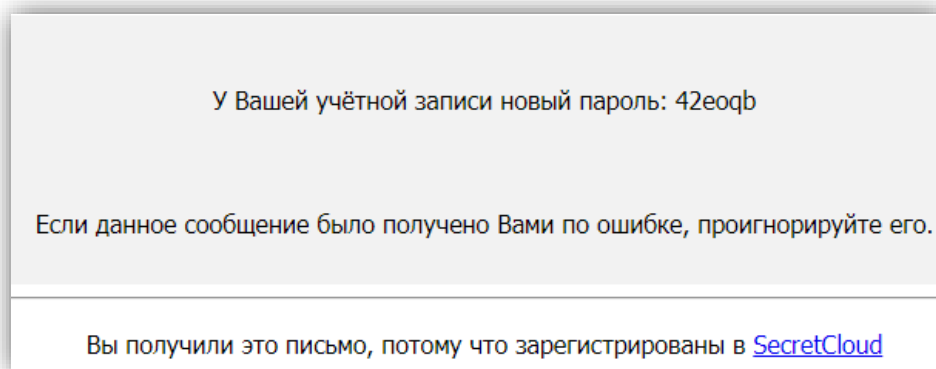 У Вашей учётной записи новый пароль: 42eoqb
Если данное сообщение было получено Вами по ошибке, проигнорируйте его.
Вы получили это письмо, потому что зарегистрированы в SecretCloud